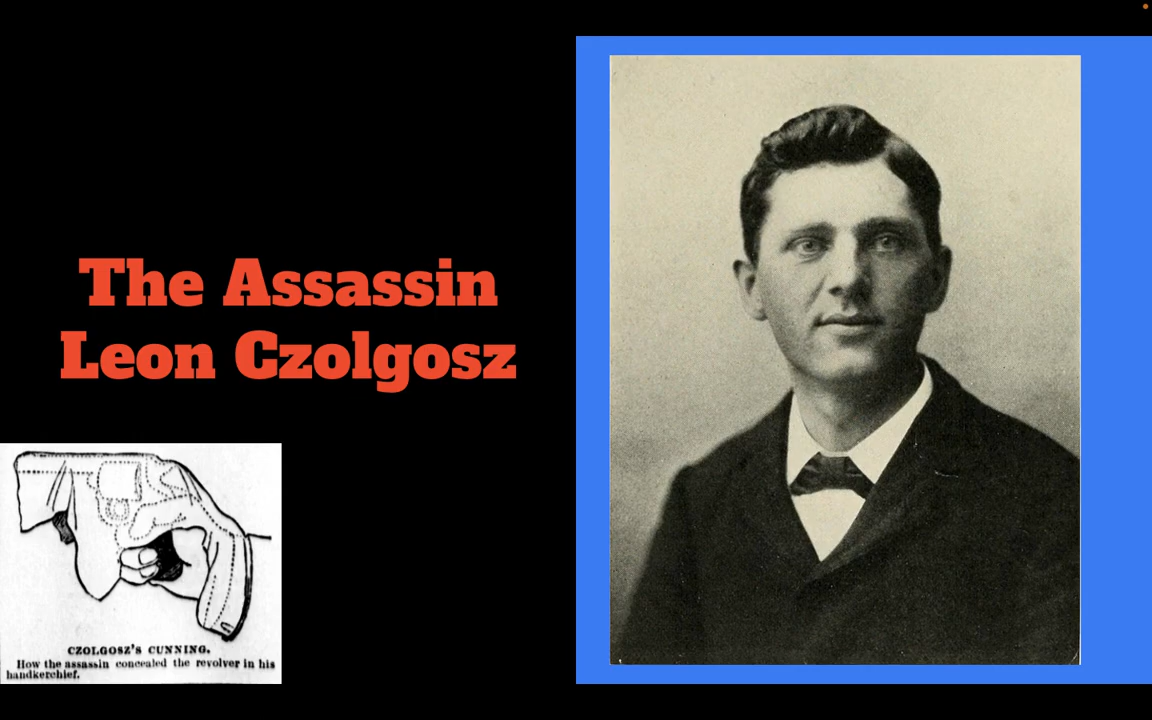 The Assassin
Leon Czolgosz
CZOLGOSZ'S CUNNING.
How the assassin concealed the revolver in his
handkerchief.